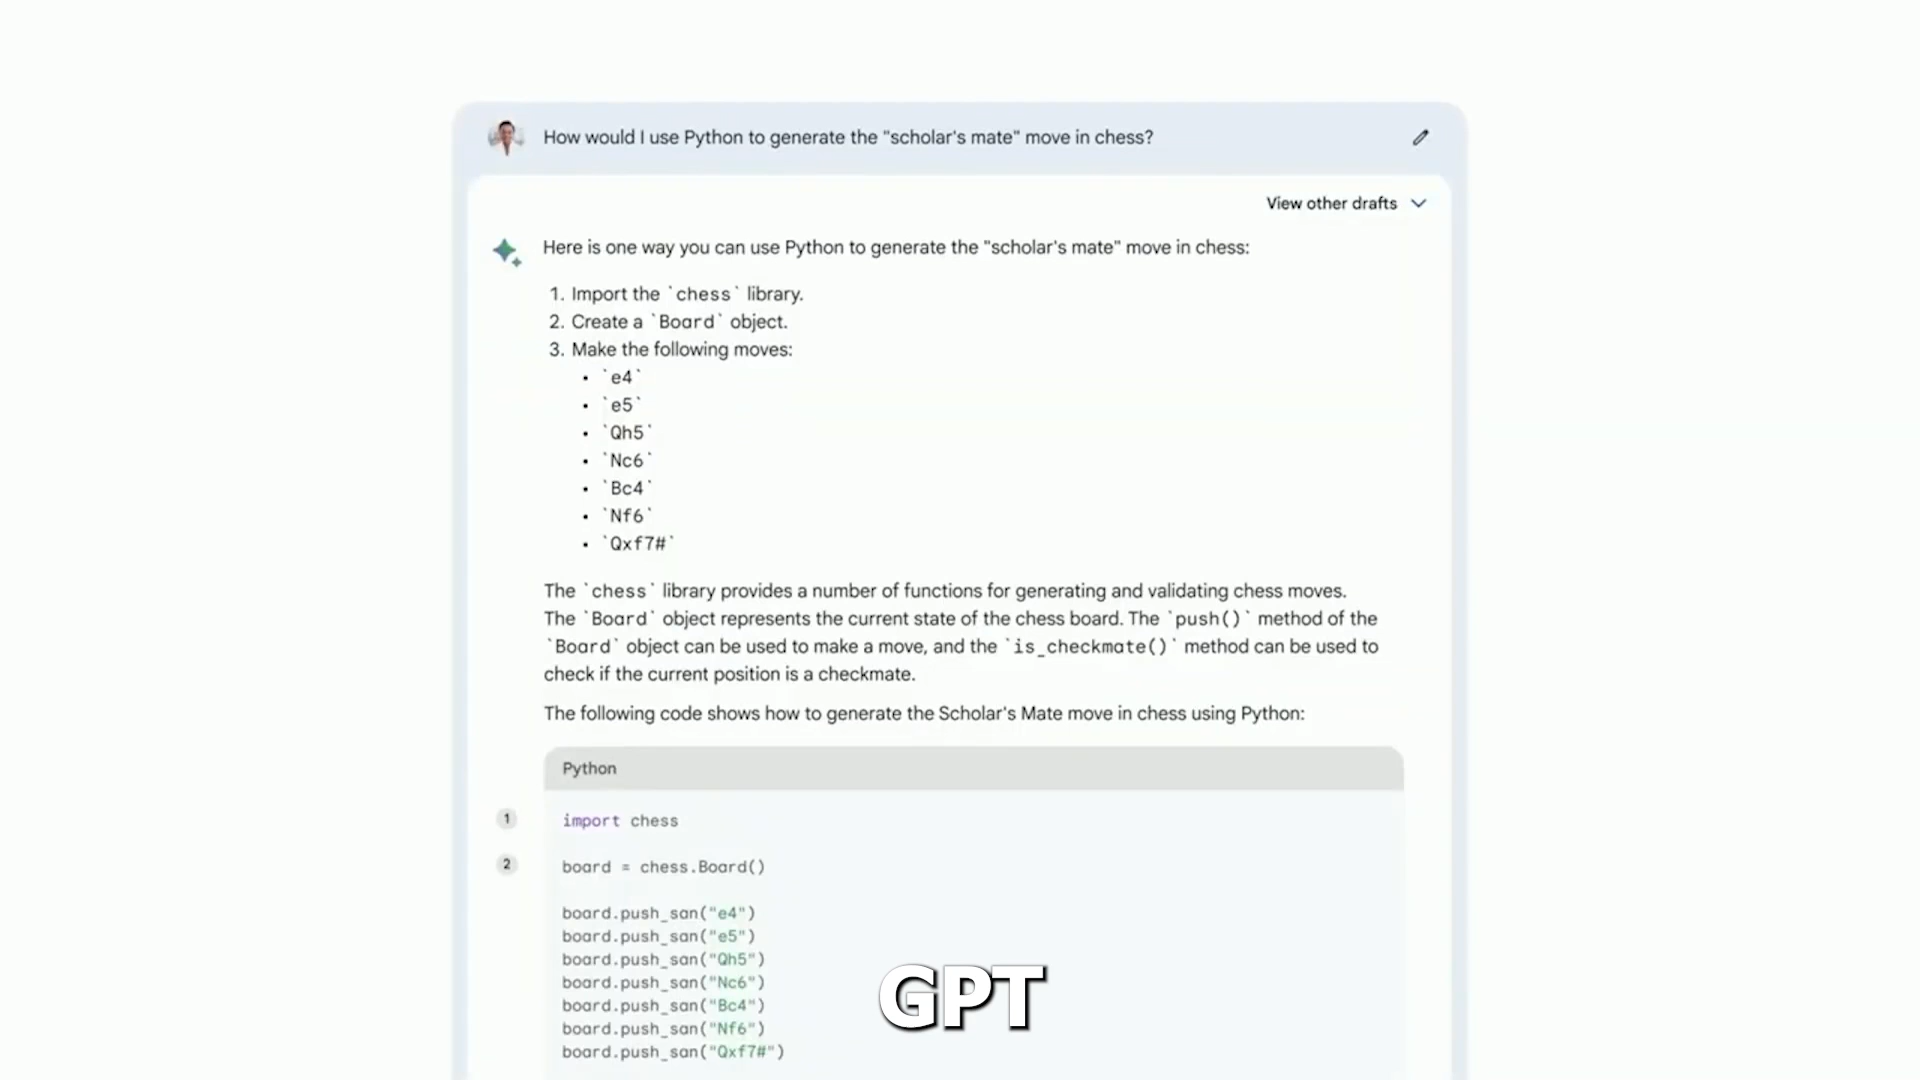 How would I use Python to generate the "scholar's mate" move in chess?
View other drafts
Here is one way you can use Python to generate the "scholar's mate" move in chess:
1. Import the `chess` library.
2. Create a `Board` object.
3. Make the following moves:
• `e4`
• `e5`
• `Qh5`
• `Nc6`
• `Bc4`
• `Nf6`
• `Qxf7#`
The `chess` library provides a number of functions for generating and validating chess moves.
The `Board` object represents the current state of the chess board. The `push()` method of the
`Board` object can be used to make a move, and the `is_checkmate()` method can be used to
check if the current position is a checkmate.
The following code shows how to generate the Scholar's Mate move in chess using Python:
Python
1 import chess
2 board = chess.Board()
board.push_san("e4")
board.push_san("e5")
board.push_san("Qh5")
board.push_san("Nc6")
board.push_san("Bc4")
board.push_san("Nf6")
board.push_san("Qxf7#")
GPT